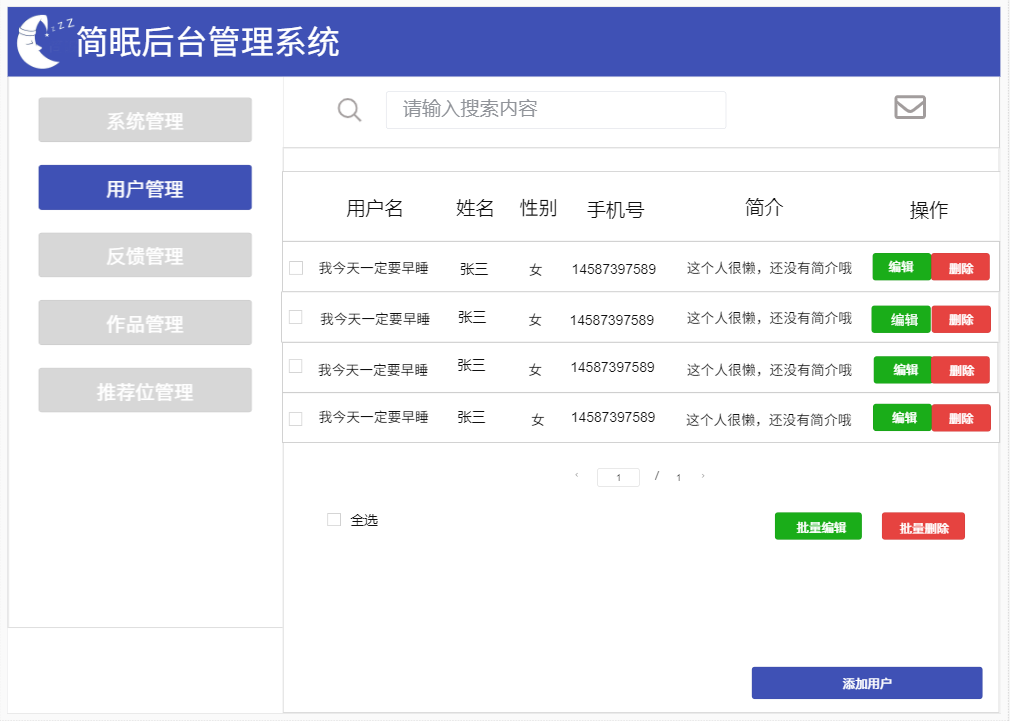 zZZ
简眠后台管理系统
系统管理
用户管理
反馈管理
作品管理
推荐位管理
请输入搜索内容
用户名 姓名 性别 手机号 简介 操作
我今天一定要早睡 张三 女 14587397589 这个人很懒，还没有简介哦 编辑 删除
我今天一定要早睡 张三 女 14587397589 这个人很懒，还没有简介哦 编辑 删除
我今天一定要早睡 张三 女 14587397589 这个人很懒，还没有简介哦 编辑 删除
我今天一定要早睡 张三 女 14587397589 这个人很懒，还没有简介哦 编辑 删除
‹ 1 / 1 ›
全选 批量编辑 批量删除
添加用户